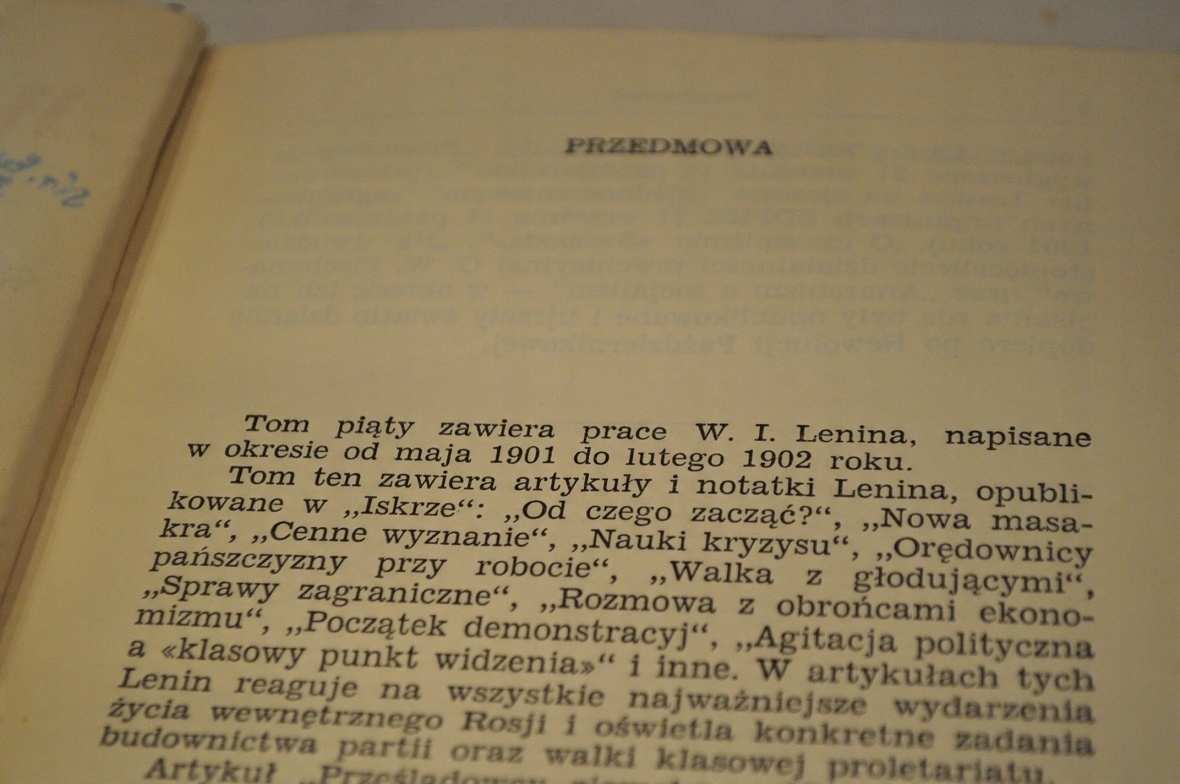 PRZEDMOWA
Tom piąty zawiera prace W. I. Lenina, napisane
w okresie od maja 1901 do lutego 1902 roku.
Tom ten zawiera artykuły i notatki Lenina, opubli-
kowane w „Iskrze“: „Od czego zacząć?“, „Nowa masa-
kra“, „Cenne wyznanie“, „Nauki kryzysu“, „Orędownicy
pańszczyzny przy robocie“, „Walka z głodującymi“,
„Sprawy zagraniczne“, „Rozmowa z obrońcami ekono-
mizmu“, „Początek demonstracyj“, „Agitacja polityczna
a «klasowy punkt widzenia»“ i inne. W artykułach tych
Lenin reaguje na wszystkie najważniejsze wydarzenia
życia wewnętrznego Rosji i oświetla konkretne zadania
budownictwa partii oraz walki klasowej proletariatu.
Artykuł „Prześladowcy